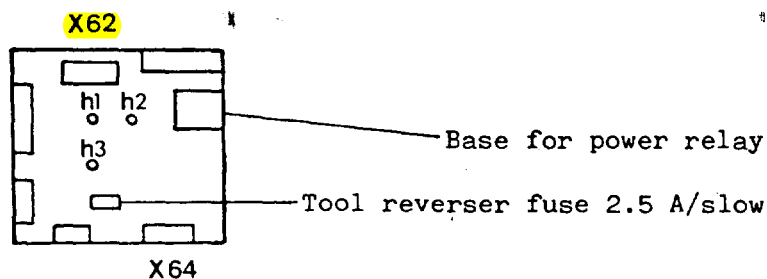 X62
h1 h2
h3
Base for power relay
Tool reverser fuse 2.5 A/slow
X64